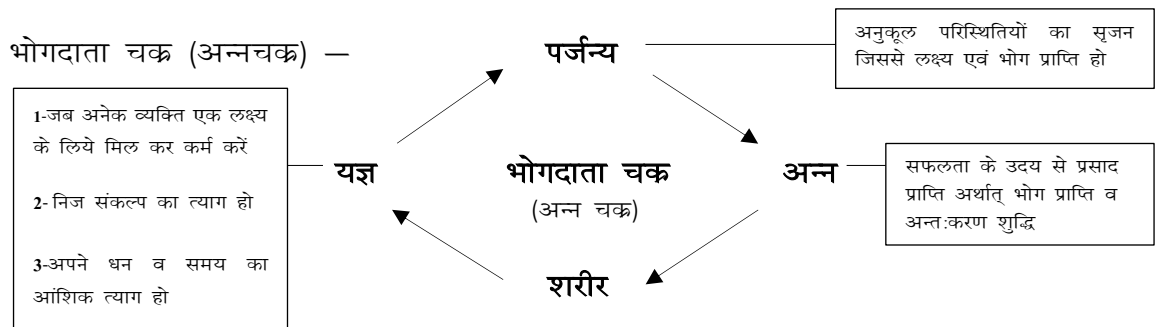 भोगदाता चक्र (अन्नचक्र) —
पर्जन्य
अनुकूल परिस्थितियों का सृजन
जिससे लक्ष्य एवं भोग प्राप्ति हो
1-जब अनेक व्यक्ति एक लक्ष्य
के लिये मिल कर कर्म करें
2- निज संकल्प का त्याग हो
3-अपने धन व समय का
आंशिक त्याग हो
यज्ञ
भोगदाता चक्र
(अन्न चक्र)
अन्न
सफलता के उदय से प्रसाद
प्राप्ति अर्थात् भोग प्राप्ति व
अन्त:करण शुद्धि
शरीर